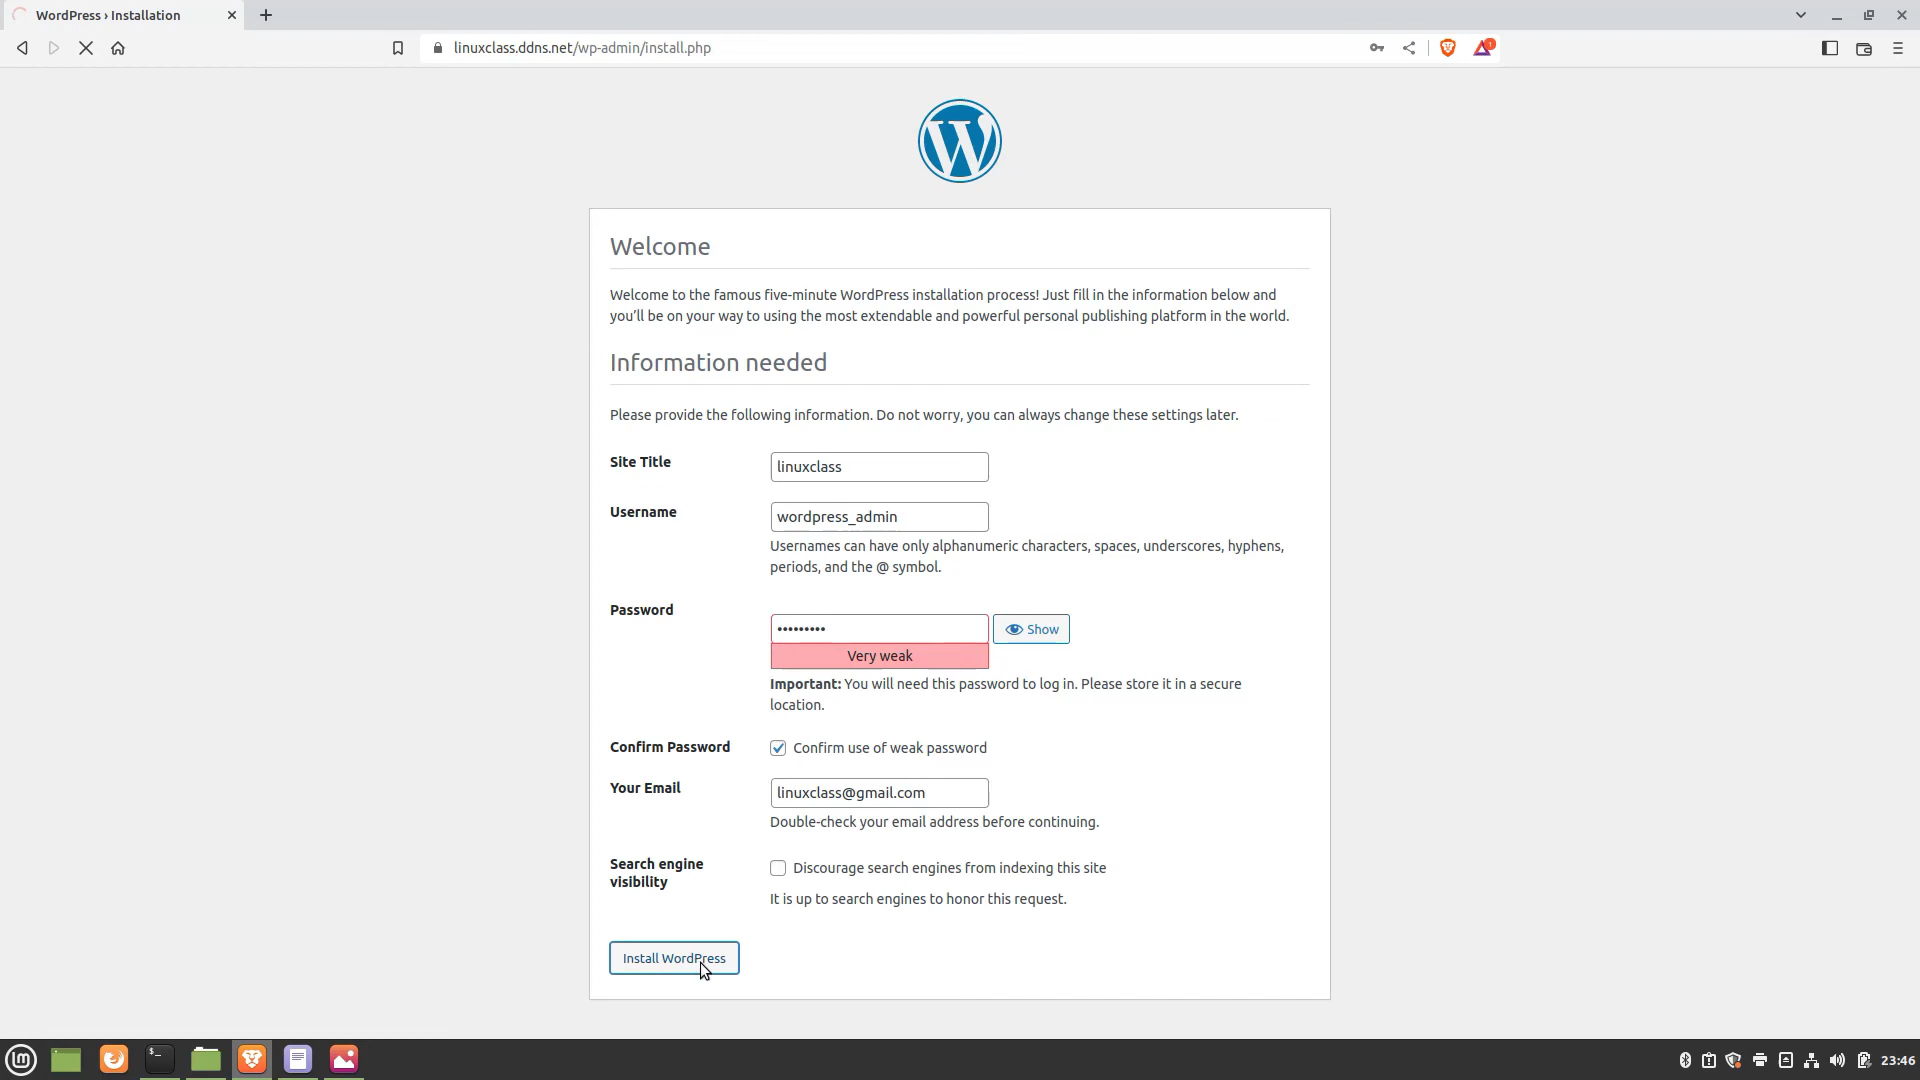 WordPress › Installation
linuxclass.ddns.net/wp-admin/install.php
1
Welcome
Welcome to the famous five-minute WordPress installation process! Just fill in the information below and
you’ll be on your way to using the most extendable and powerful personal publishing platform in the world.
Information needed
Please provide the following information. Do not worry, you can always change these settings later.
Site Title
linuxclass
Username
wordpress_admin
Usernames can have only alphanumeric characters, spaces, underscores, hyphens,
periods, and the @ symbol.
Password
•••••••••
Show
Very weak
Important: You will need this password to log in. Please store it in a secure
location.
Confirm Password
Confirm use of weak password
Your Email
linuxclass@gmail.com
Double-check your email address before continuing.
Search engine
visibility
Discourage search engines from indexing this site
It is up to search engines to honor this request.
Install WordPress
23:46